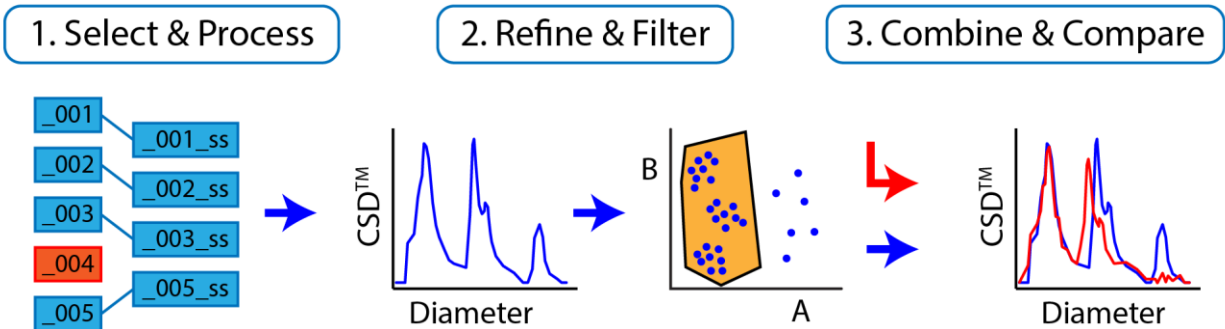 1. Select & Process
2. Refine & Filter
3. Combine & Compare
_001
_001_ss
_002
_002_ss
_003
_003_ss
_004
_005_ss
_005
CSD™
Diameter
B
A
CSD™
Diameter